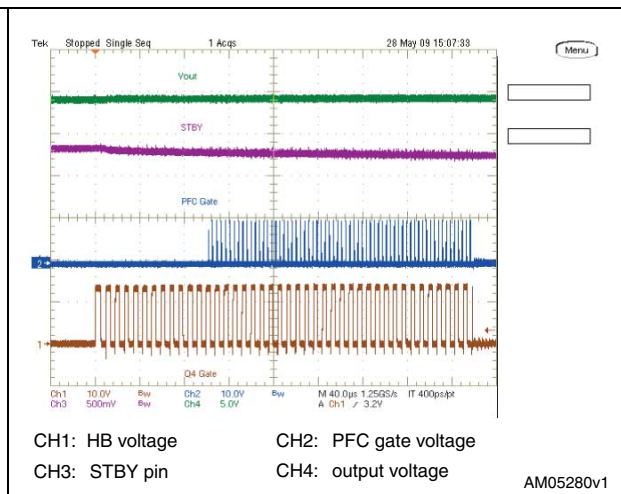 Tek Stopped Single Seq 1 Acqs 28 May 09 15:07:33
Menu
Vout
STBY
PFC Gate
2
1
Q4 Gate
Ch1 10.0V Bw Ch2 10.0V Bw M 40.0µs 1.25GS/s IT 400ps/pt
Ch3 500mV Bw Ch4 5.0V A Ch1 / 3.2V
CH1: HB voltage CH2: PFC gate voltage
CH3: STBY pin CH4: output voltage
AM05280v1